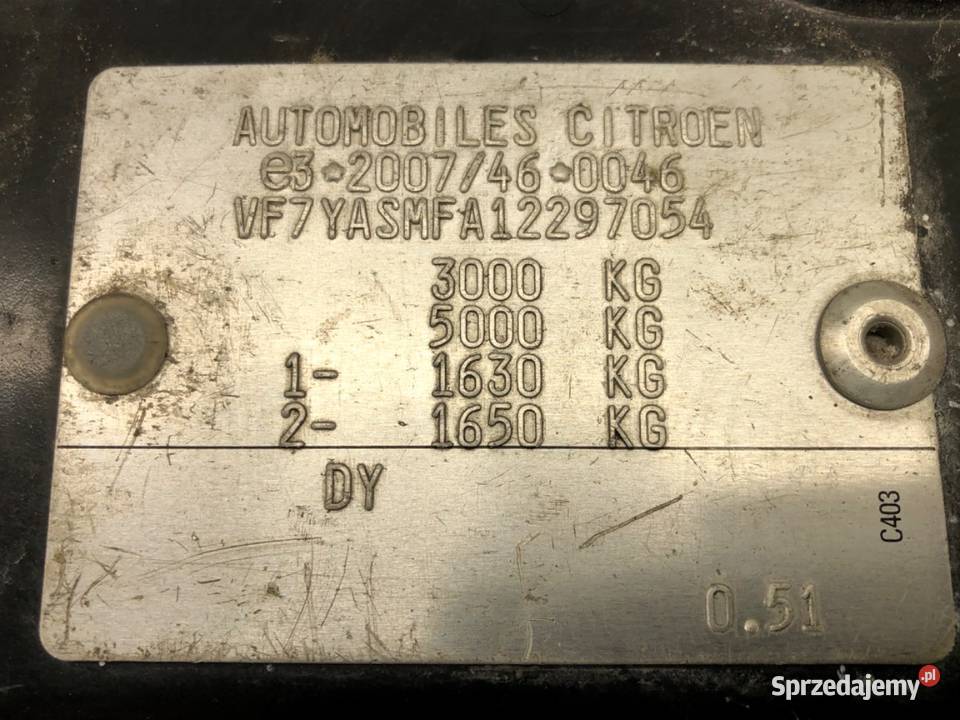 AUTOMOBILES CITROEN
e3*2007/46*0046
VF7YASMFA12297054
3000 KG
5000 KG
1- 1630 KG
2- 1650 KG
DY
C403
0.51
Sprzedajemy.pl